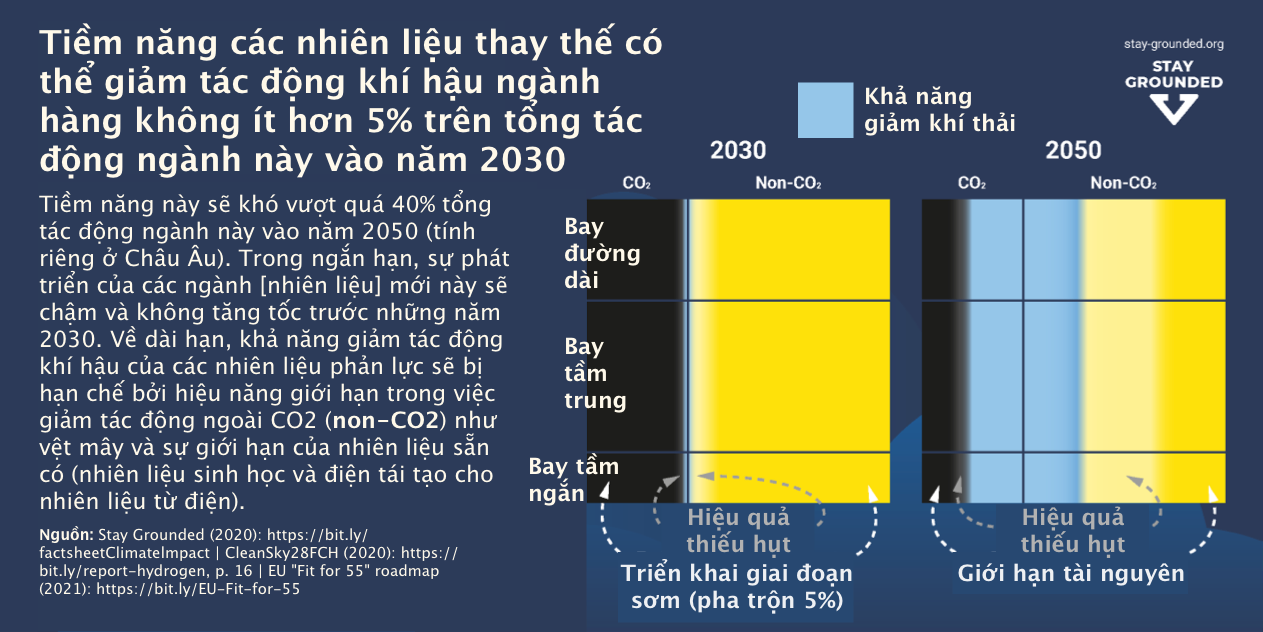 Tiềm năng các nhiên liệu thay thế có
thể giảm tác động khí hậu ngành
hàng không ít hơn 5% trên tổng tác
động ngành này vào năm 2030
Tiềm năng này sẽ khó vượt quá 40% tổng
tác động ngành này vào năm 2050 (tính
riêng ở Châu Âu). Trong ngắn hạn, sự phát
triển của các ngành [nhiên liệu] mới này sẽ
chậm và không tăng tốc trước những năm
2030. Về dài hạn, khả năng giảm tác động
khí hậu của các nhiên liệu phản lực sẽ bị
hạn chế bởi hiệu năng giới hạn trong việc
giảm tác động ngoài CO2 (non-CO2) như
vệt mây và sự giới hạn của nhiên liệu sẵn
có (nhiên liệu sinh học và điện tái tạo cho
nhiên liệu từ điện).
Nguồn: Stay Grounded (2020): https://bit.ly/
factsheetClimateImpact | CleanSky28FCH (2020): https://
bit.ly/report-hydrogen, p. 16 | EU "Fit for 55" roadmap
(2021): https://bit.ly/EU-Fit-for-55
stay-grounded.org
STAY
GROUNDED
Khả năng
giảm khí thải
2030
2050
CO₂
Non-CO₂
CO₂
Non-CO₂
Bay
đường
dài
Bay
tầm
trung
Bay tầm
ngắn
Hiệu quả
thiếu hụt
Triển khai giai đoạn
sơm (pha trộn 5%)
Hiệu quả
thiếu hụt
Giới hạn tài nguyên